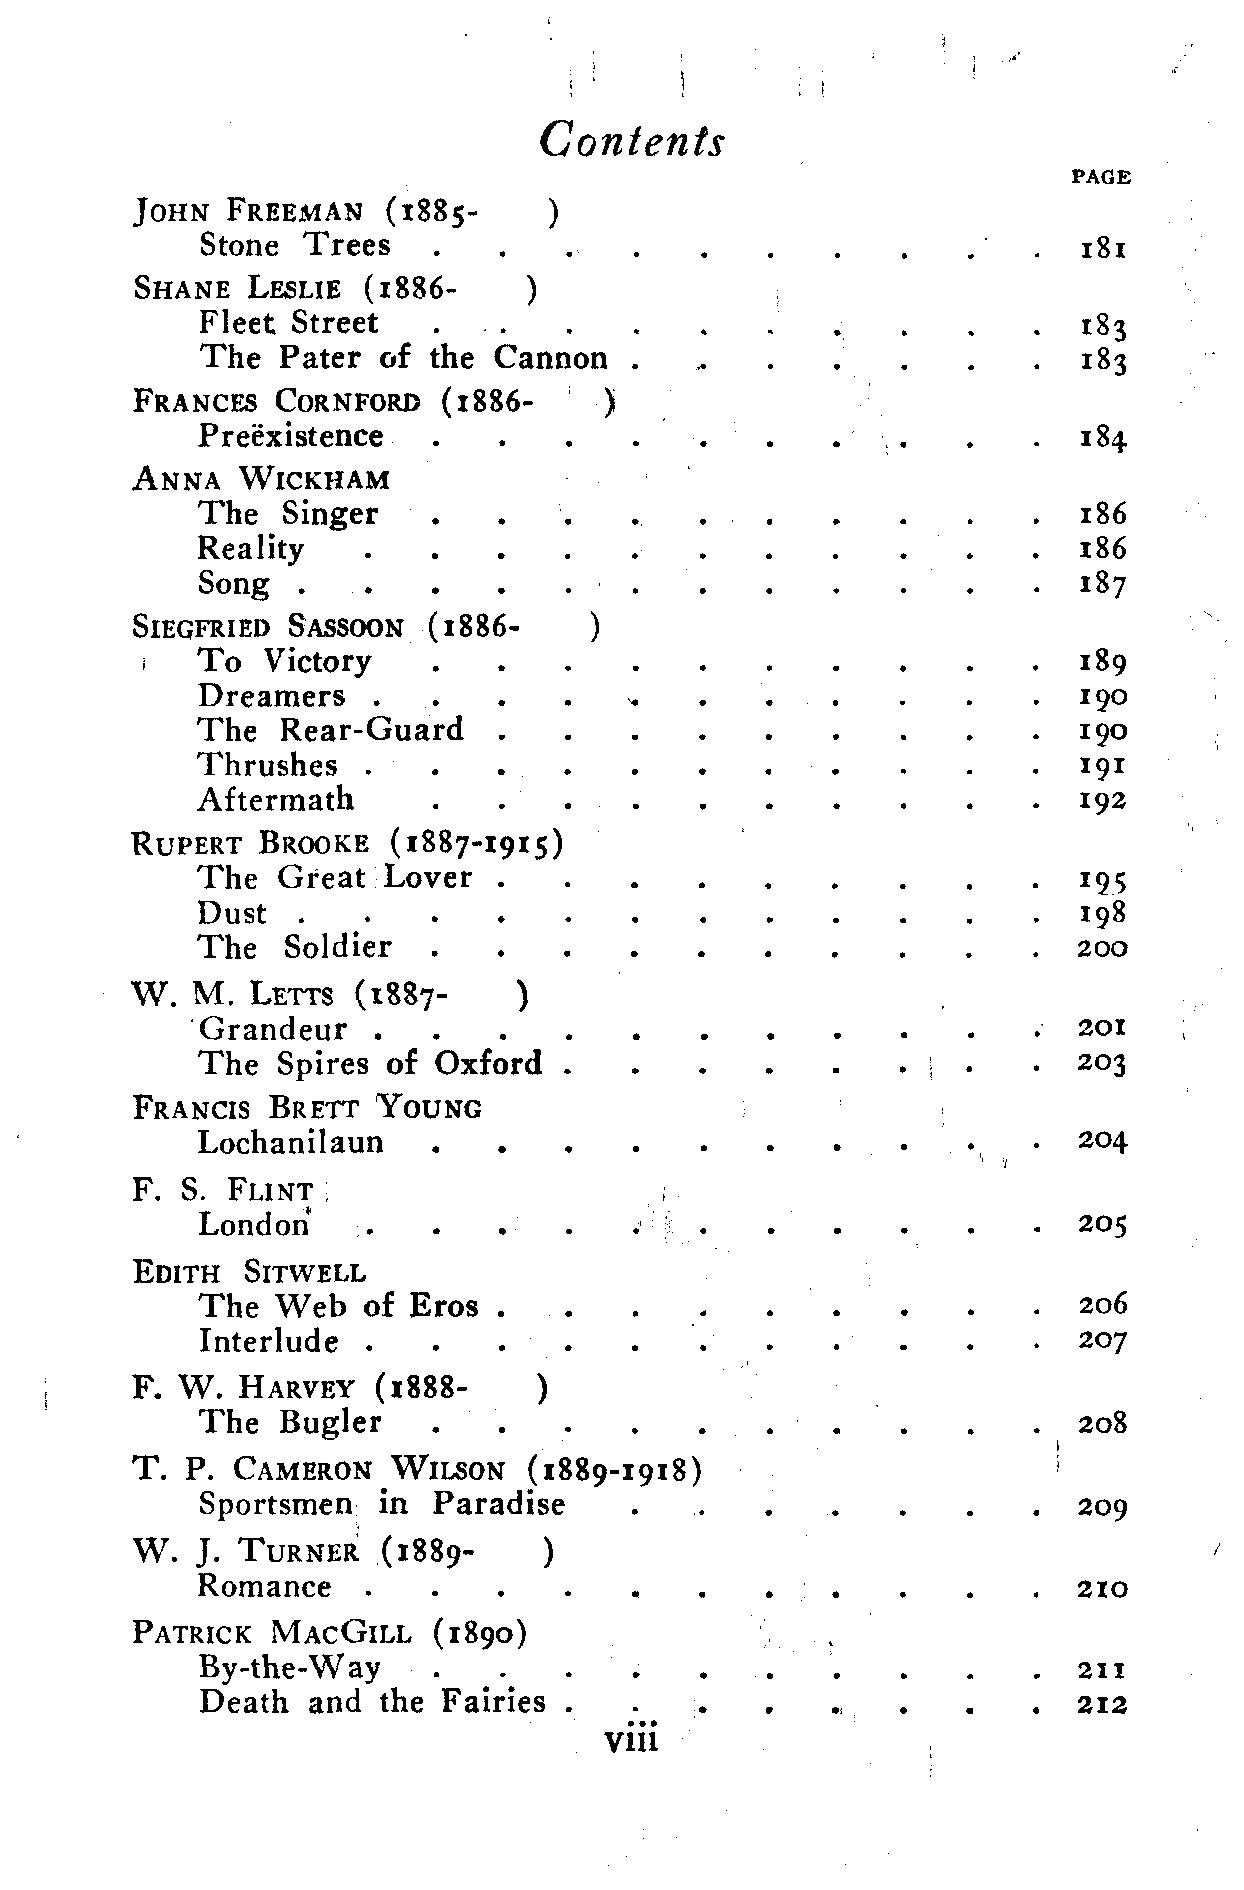 Contents
PAGE
JOHN FREEMAN (1885- )
Stone Trees . . . . . . . . . . 181
SHANE LESLIE (1886- )
Fleet Street . . . . . . . . . . 183
The Pater of the Cannon . . . . . . . 183
FRANCES CORNFORD (1886- )
Preëxistence . . . . . . . . . . 184
ANNA WICKHAM
The Singer . . . . . . . . . . 186
Reality . . . . . . . . . . . 186
Song . . . . . . . . . . . . 187
SIEGFRIED SASSOON (1886- )
To Victory . . . . . . . . . . 189
Dreamers . . . . . . . . . . . 190
The Rear-Guard . . . . . . . . . 190
Thrushes . . . . . . . . . . . 191
Aftermath . . . . . . . . . . 192
RUPERT BROOKE (1887-1915)
The Great Lover . . . . . . . . . 195
Dust . . . . . . . . . . . . 198
The Soldier . . . . . . . . . . 200
W. M. LETTS (1887- )
Grandeur . . . . . . . . . . . 201
The Spires of Oxford . . . . . . . . 203
FRANCIS BRETT YOUNG
Lochanilaun . . . . . . . . . . 204
F. S. FLINT
London . . . . . . . . . . . 205
EDITH SITWELL
The Web of Eros . . . . . . . . . 206
Interlude . . . . . . . . . . . 207
F. W. HARVEY (1888- )
The Bugler . . . . . . . . . . 208
T. P. CAMERON WILSON (1889-1918)
Sportsmen in Paradise . . . . . . . 209
W. J. TURNER (1889- )
Romance . . . . . . . . . . . 210
PATRICK MACGILL (1890)
By-the-Way . . . . . . . . . . 211
Death and the Fairies . . . . . . . . 212
viii